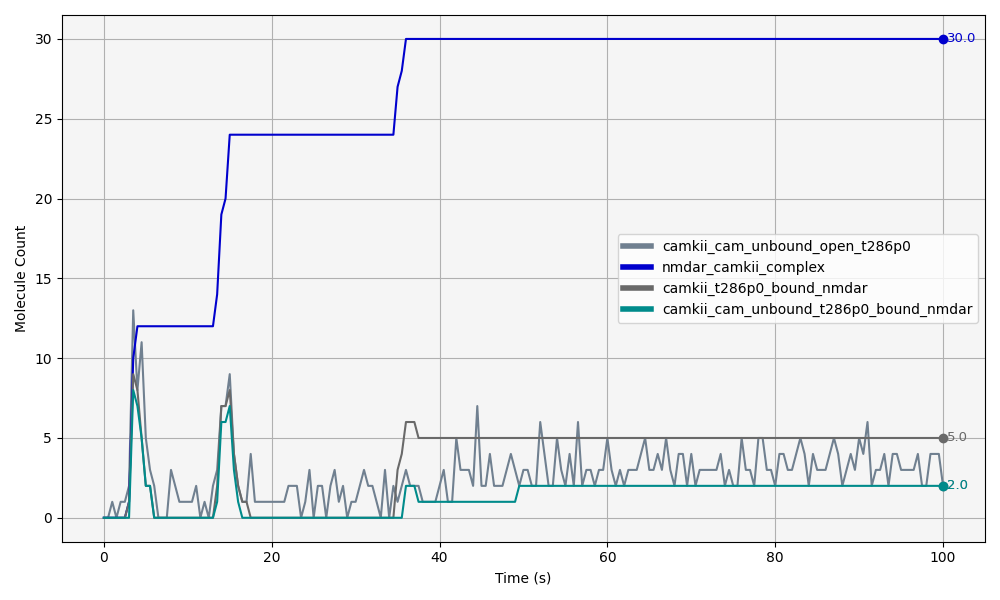 30
25
20
15
10
5
0
Molecule Count
0
20
40
60
80
100
Time (s)
camkii_cam_unbound_open_t286p0
nmdar_camkii_complex
camkii_t286p0_bound_nmdar
camkii_cam_unbound_t286p0_bound_nmdar
30.0
5.0
2.0